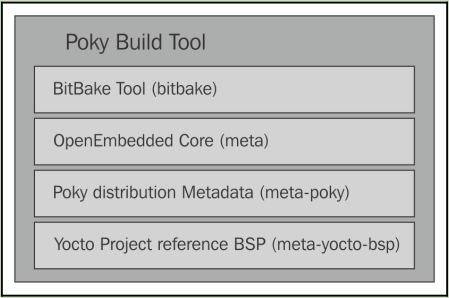 Poky Build Tool
BitBake Tool (bitbake)
OpenEmbedded Core (meta)
Poky distribution Metadata (meta-poky)
Yocto Project reference BSP (meta-yocto-bsp)